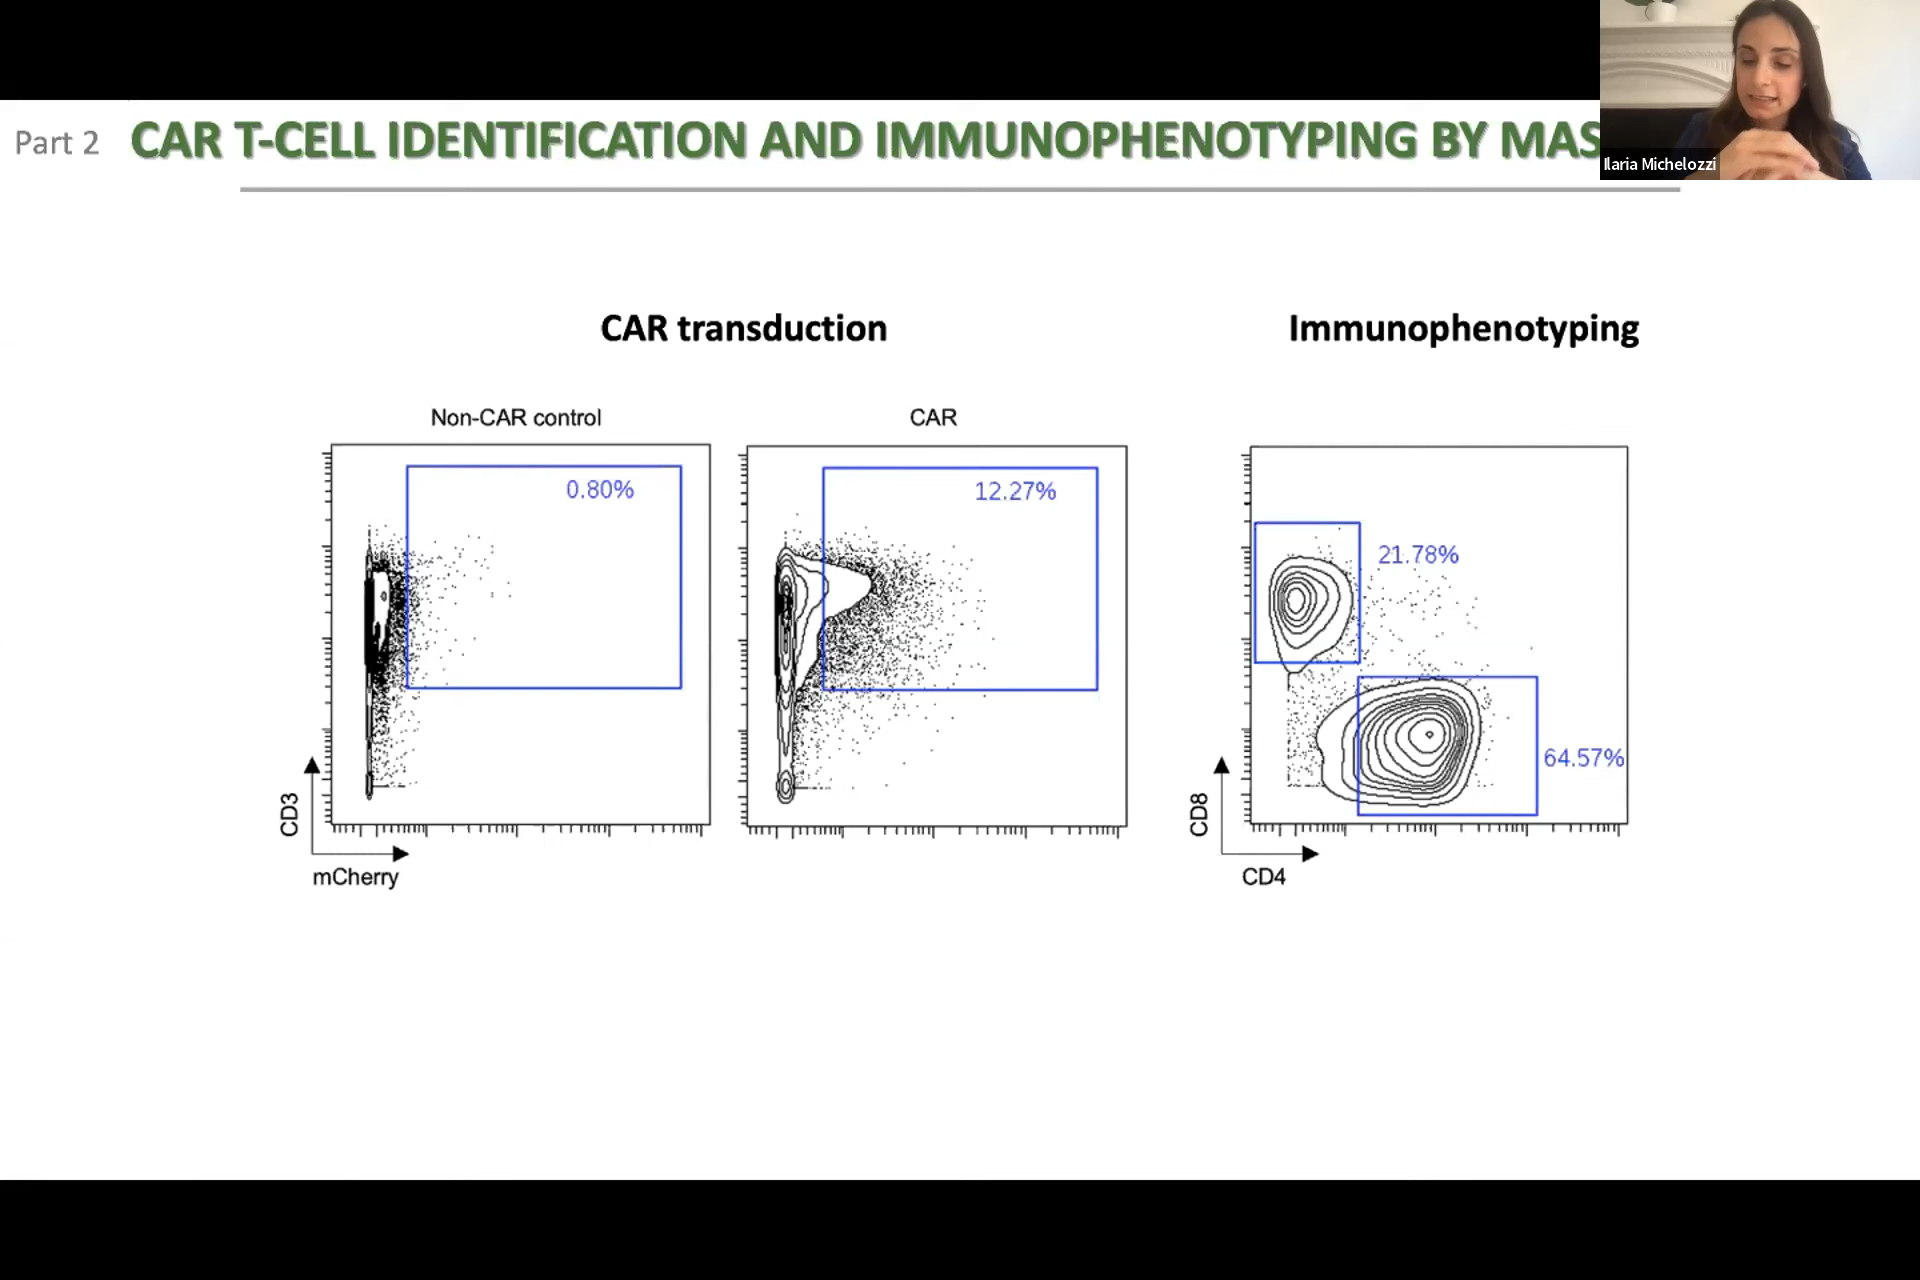 Part 2 CAR T-CELL IDENTIFICATION AND IMMUNOPHENOTYPING BY MAS
Ilaria Michelozzi
CAR transduction
Immunophenotyping
Non-CAR control
CAR
0.80%
12.27%
21.78%
64.57%
CD3
mCherry
CD8
CD4